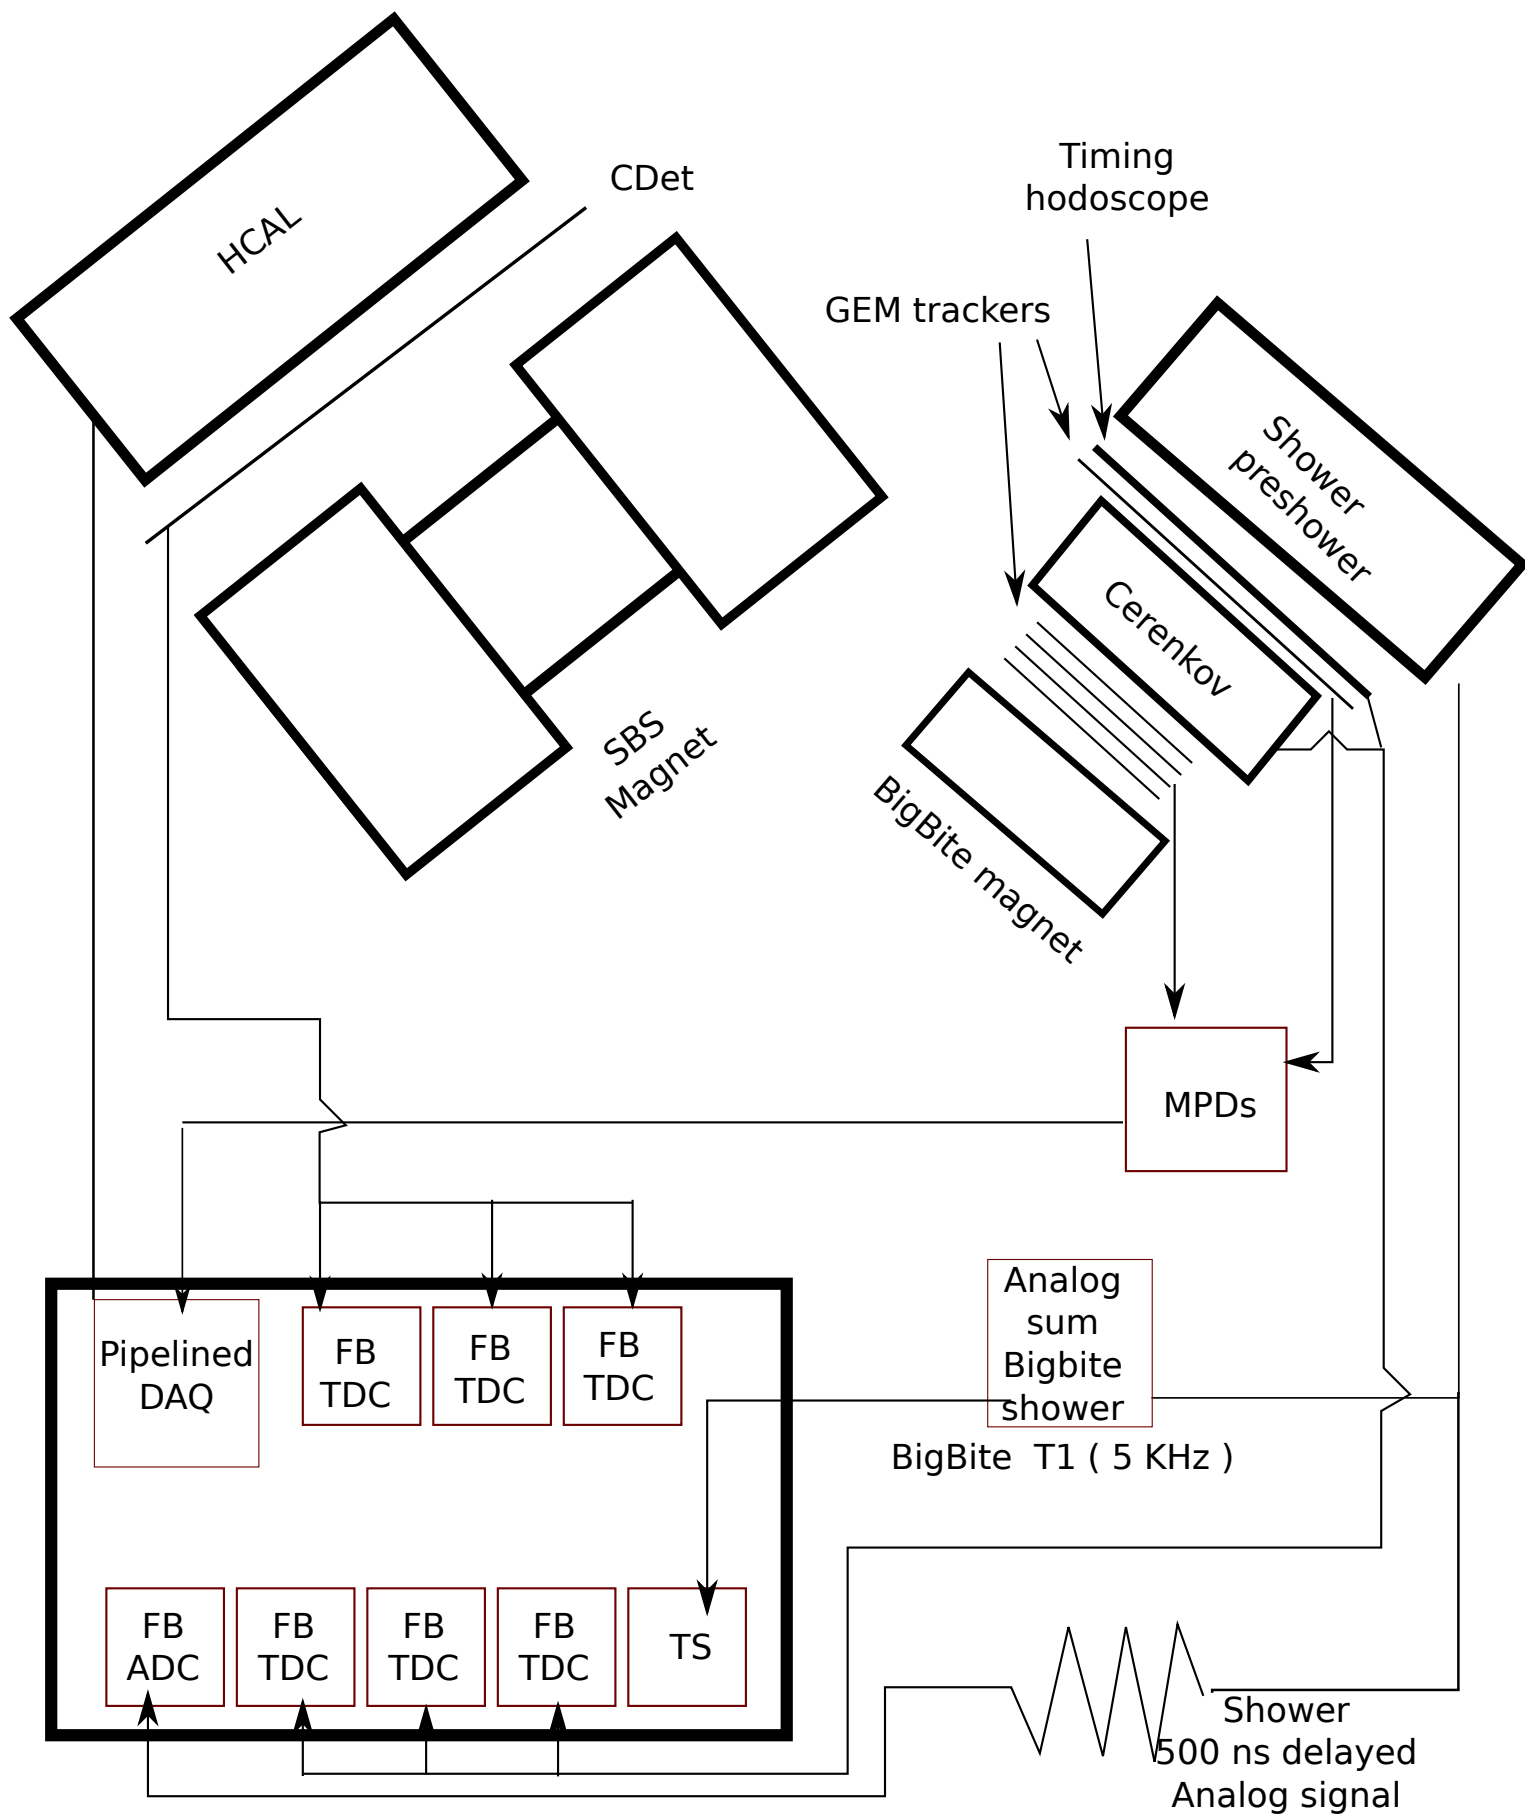 HCAL
CDet
Timing
hodoscope
GEM trackers
Shower
preshower
Cerenkov
SBS
Magnet
BigBite magnet
MPDs
Pipelined
DAQ
FB
TDC
FB
TDC
FB
TDC
Analog
sum
Bigbite
shower
BigBite T1 ( 5 KHz )
FB
ADC
FB
TDC
FB
TDC
FB
TDC
TS
Shower
500 ns delayed
Analog signal